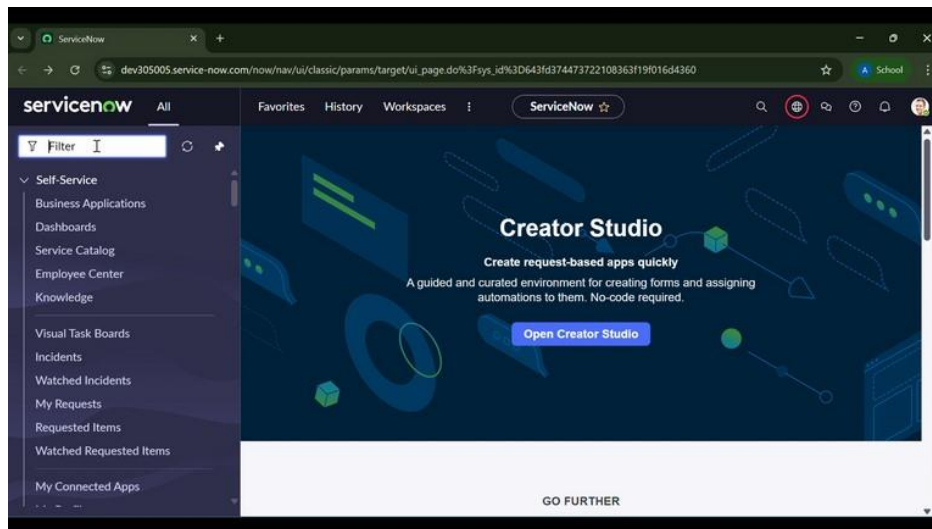 ServiceNow
dev305005.service-now.com/now/nav/ui/classic/params/target/ui_page.do%3Fsys_id%3D643fd374473722108363f19f016d4360
A School
servicenow All Favorites History Workspaces ServiceNow
Filter
Self-Service
Business Applications
Dashboards
Service Catalog
Employee Center
Knowledge
Visual Task Boards
Incidents
Watched Incidents
My Requests
Requested Items
Watched Requested Items
My Connected Apps
Creator Studio
Create request-based apps quickly
A guided and curated environment for creating forms and assigning
automations to them. No-code required.
Open Creator Studio
GO FURTHER